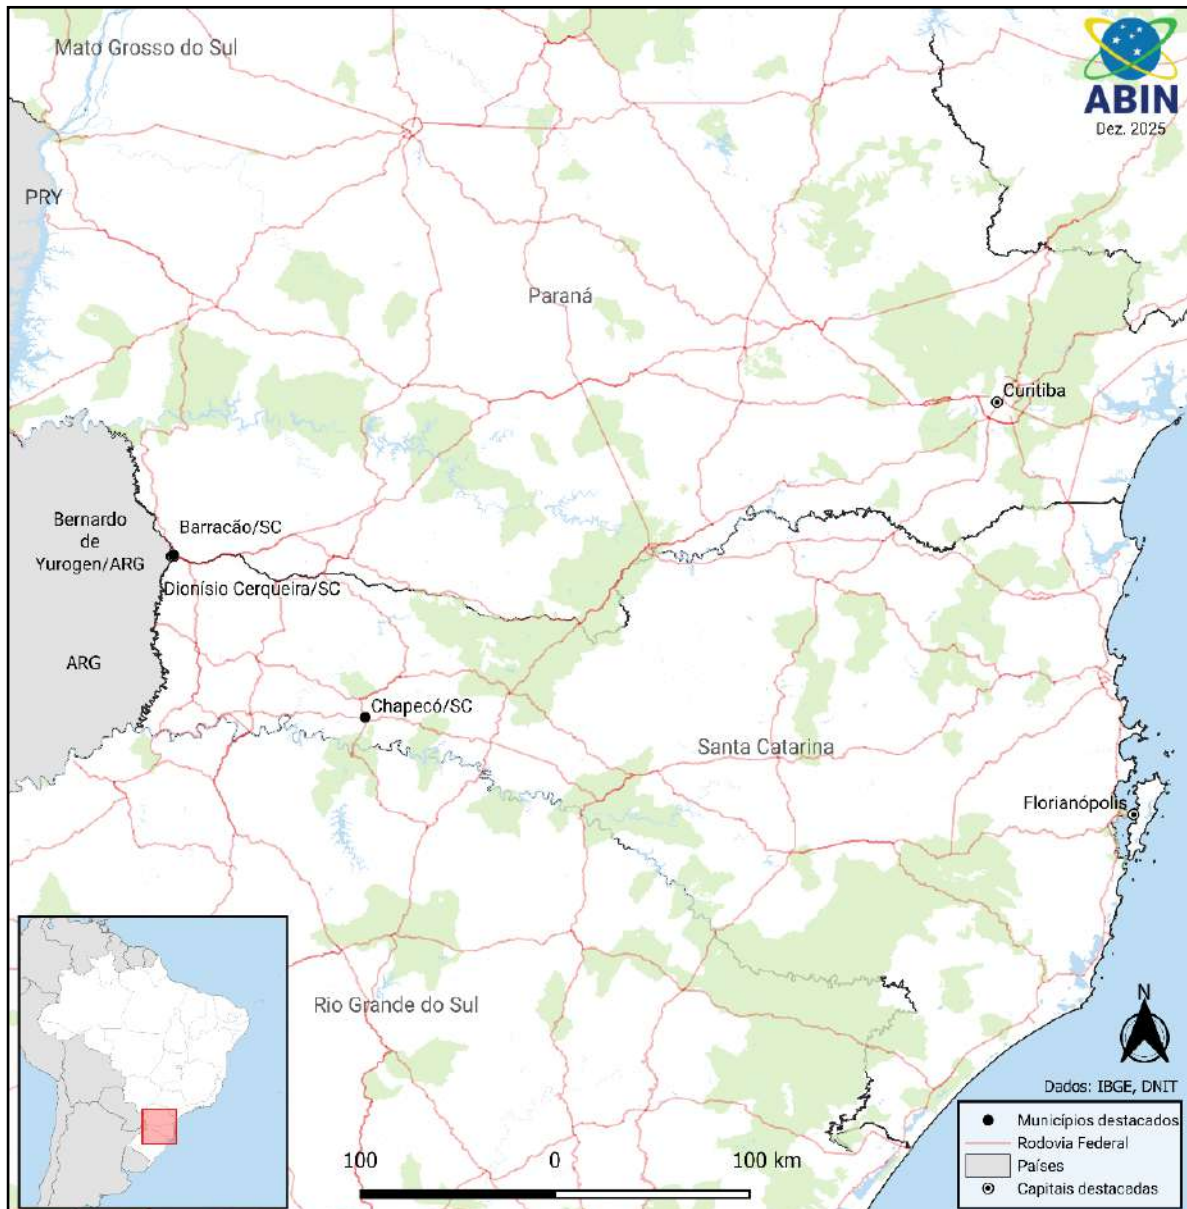 Mato Grosso do Sul
ABIN
Dez. 2025
PRY
Paraná
Curitiba
Bernardo
de
Yurogen/ARG
Barracão/SC
Dionísio Cerqueira/SC
ARG
Chapecó/SC
Santa Catarina
Florianópolis
Rio Grande do Sul
N
Dados: IBGE, DNIT
Municípios destacados
Rodovia Federal
Países
Capitais destacadas
100 0 100 km